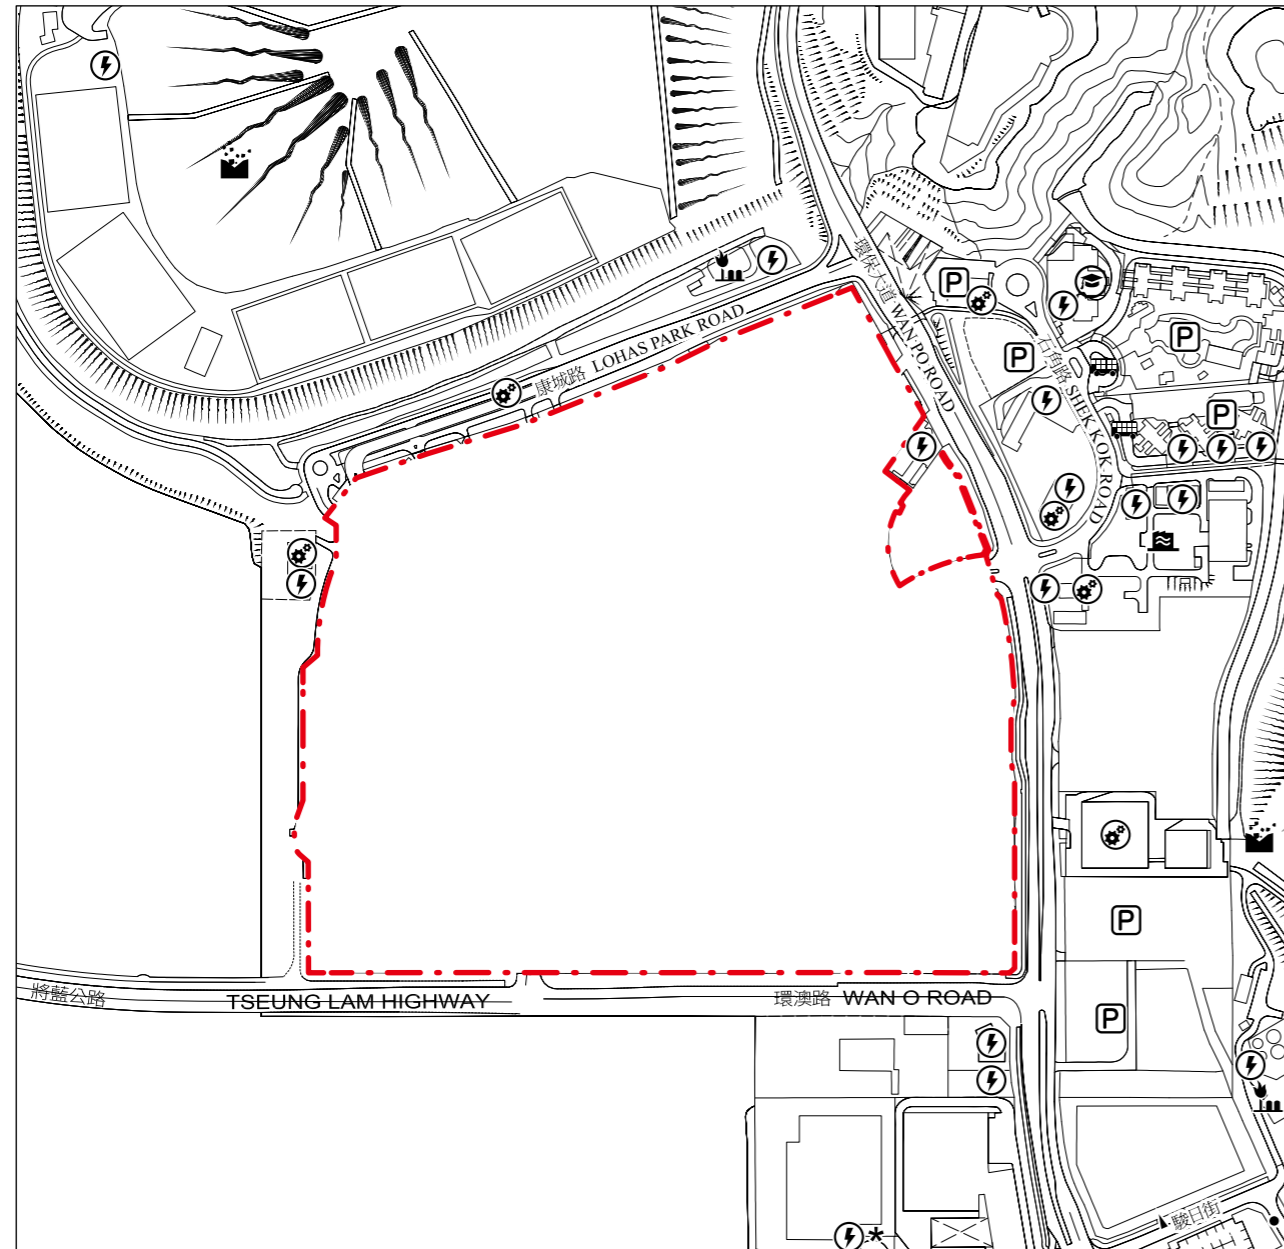 環保大道 WAN PO ROAD
康城路 LOHAS PARK ROAD
石角路 SHEK KOK ROAD
P
P
P
P
P
P
將藍公路
TSEUNG LAM HIGHWAY
環澳路 WAN O ROAD
駿日街
*